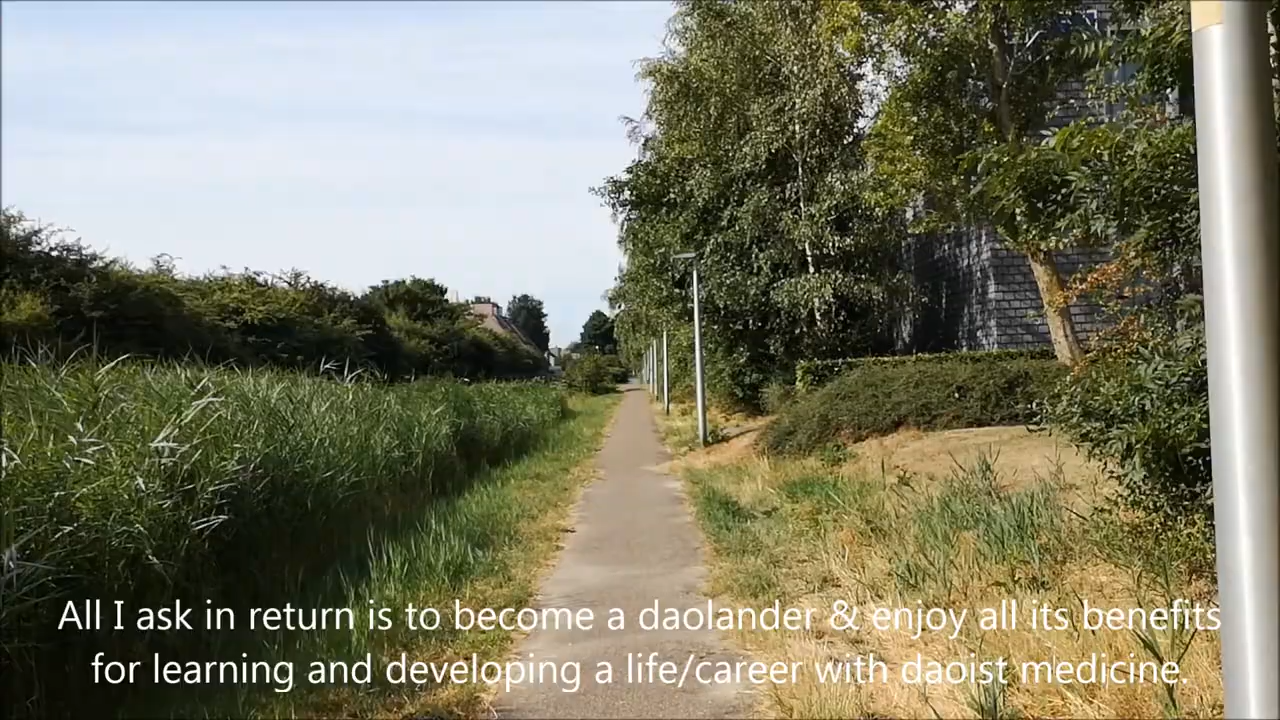 All I ask in return is to become a daolander & enjoy all its benefits
for learning and developing a life/career with daoist medicine.